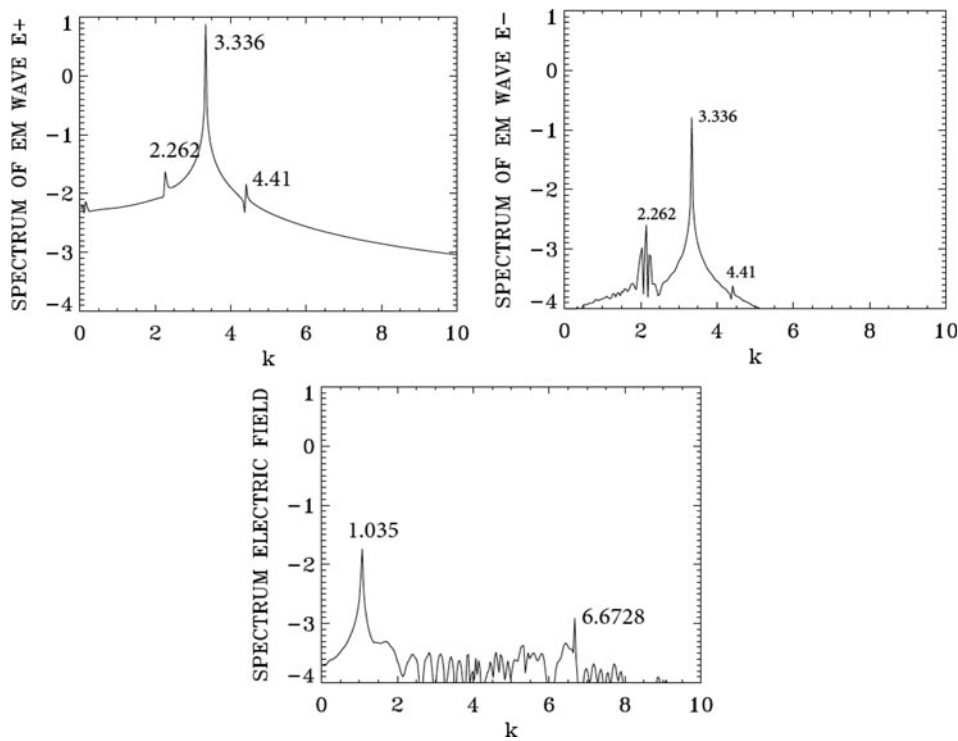 SPECTRUM OF EM WAVE E+
1
0
-1
-2
-3
-4
3.336
2.262
4.41
0 2 4 6 8 10
k
SPECTRUM OF EM WAVE E-
1
0
-1
-2
-3
-4
3.336
2.262
4.41
0 2 4 6 8 10
k
SPECTRUM ELECTRIC FIELD
1
0
-1
-2
-3
-4
1.035
6.6728
0 2 4 6 8 10
k